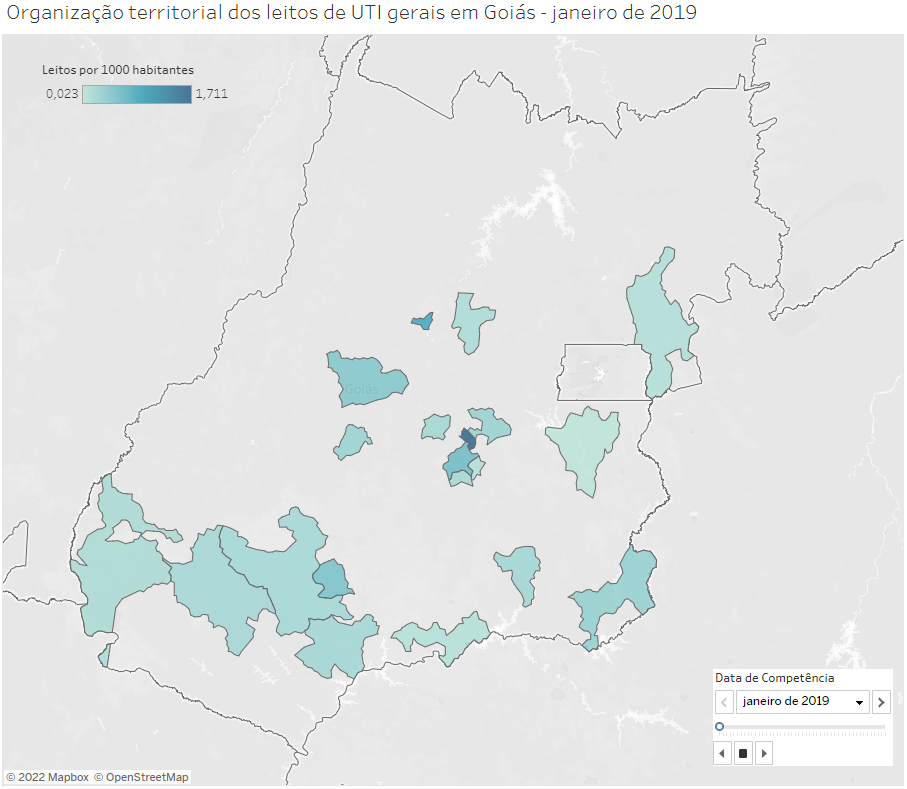 Organização territorial dos leitos de UTI gerais em Goiás - janeiro de 2019
Leitos por 1000 habitantes
0,023 1,711
Goiás
Data de Competência
janeiro de 2019
© 2022 Mapbox © OpenStreetMap